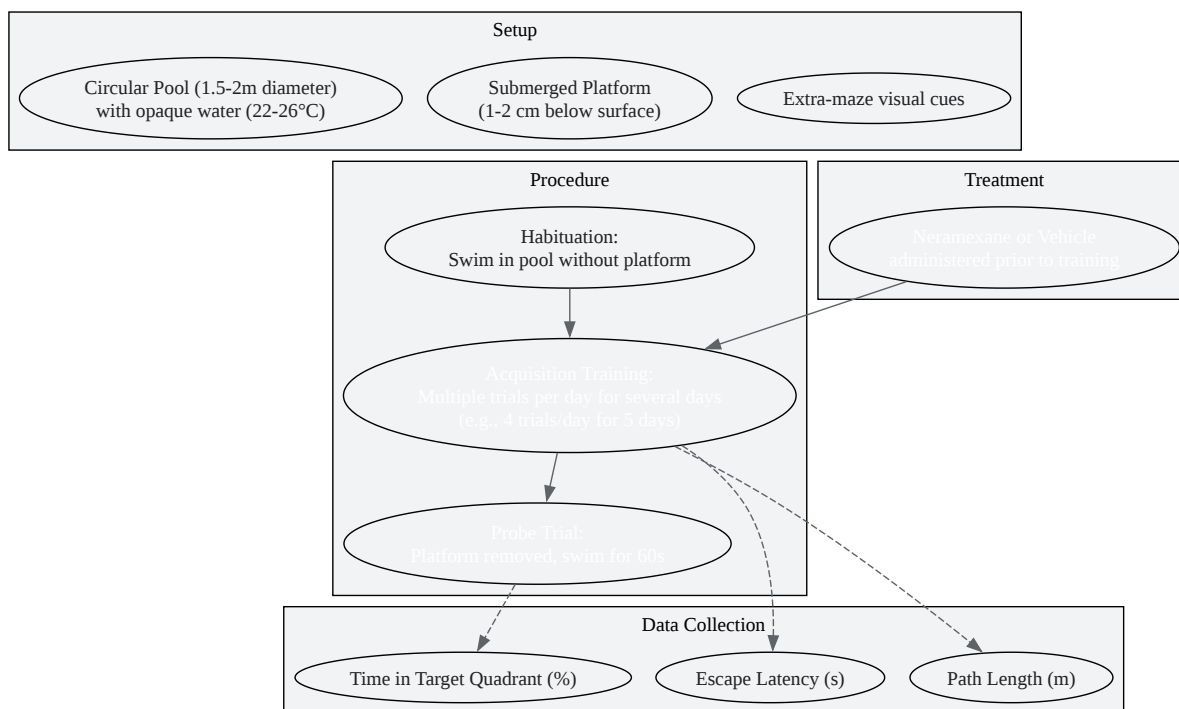 Setup
Circular Pool (1.5-2m diameter)
with opaque water (22-26°C)
Submerged Platform
(1-2 cm below surface)
Extra-maze visual cues
Procedure
Treatment
Habituation:
Swim in pool without platform
Neramexane or Vehicle
administered prior to training
Acquisition Training:
Multiple trials per day for several days
(e.g., 4 trials/day for 5 days)
Probe Trial:
Platform removed, swim for 60s
Data Collection
Time in Target Quadrant (%)
Escape Latency (s)
Path Length (m)